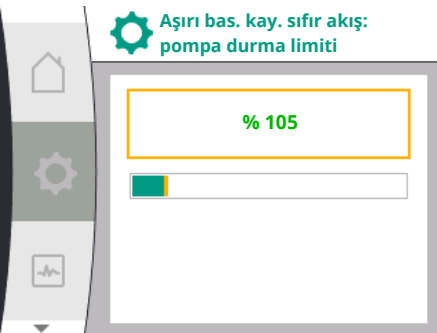 Aşırı bas. kay. sıfır akış:
pompa durma limiti
% 105